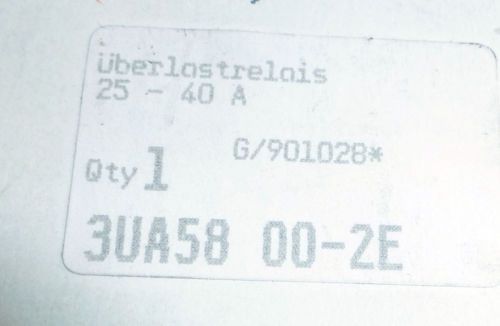 Überlastrelais
25 - 40 A
G/901028*
Qty 1
3UA58 00-2E